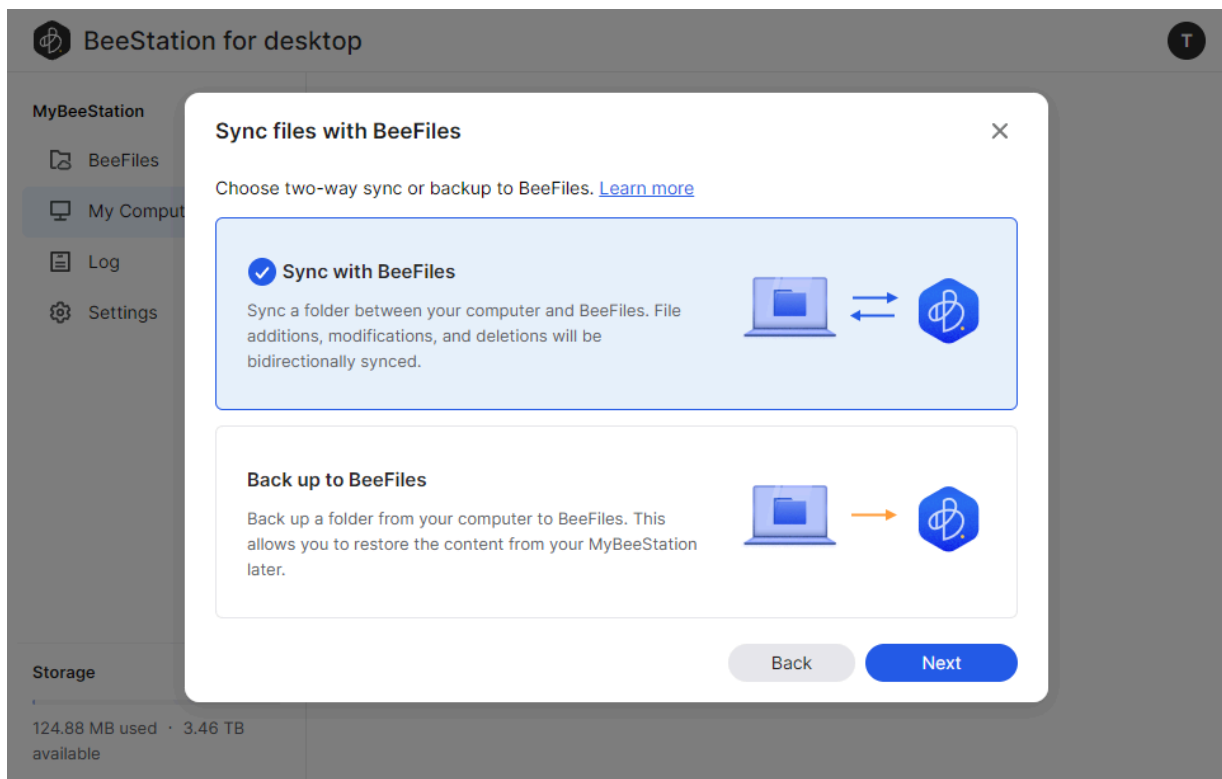 BeeStation for desktop
T
MyBeeStation
BeeFiles
My Comput
Log
Settings
Storage
124.88 MB used · 3.46 TB
available
Sync files with BeeFiles
Choose two-way sync or backup to BeeFiles. Learn more
Sync with BeeFiles
Sync a folder between your computer and BeeFiles. File
additions, modifications, and deletions will be
bidirectionally synced.
Back up to BeeFiles
Back up a folder from your computer to BeeFiles. This
allows you to restore the content from your MyBeeStation
later.
Back
Next